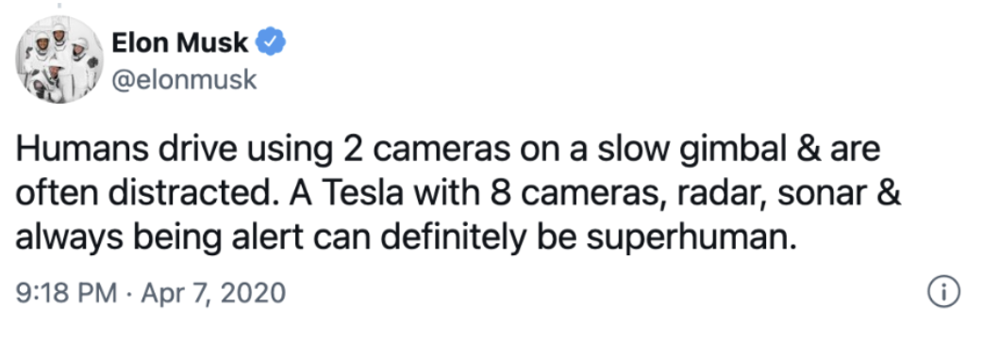 Elon Musk
@elonmusk
Humans drive using 2 cameras on a slow gimbal & are
often distracted. A Tesla with 8 cameras, radar, sonar &
always being alert can definitely be superhuman.
9:18 PM · Apr 7, 2020